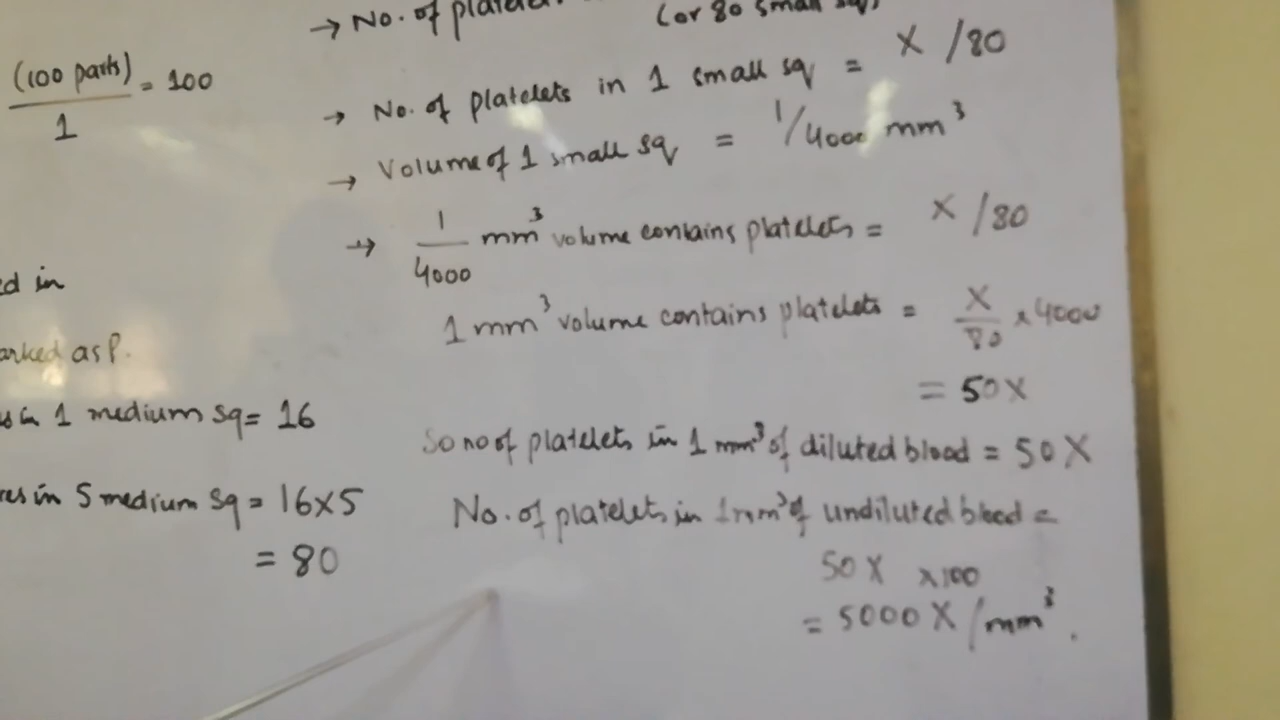 (100 parts) = 100
1
ed in
arked as P.
es in 1 medium sq = 16
res in 5 medium sq = 16x5
= 80
→ No. of
(or 80 small sq)
→ No. of platelets in 1 small sq = X /80
→ Volume of 1 small sq = 1/4000 mm³
→ 1/4000 mm³ volume contains platelets = X /80
1 mm³ volume contains platelets = X/80 x 4000
= 50X
So no of platelets in 1 mm³ of diluted blood = 50X
No. of platelets in 1mm³ of undiluted blood =
50X x100
= 5000X/mm³.